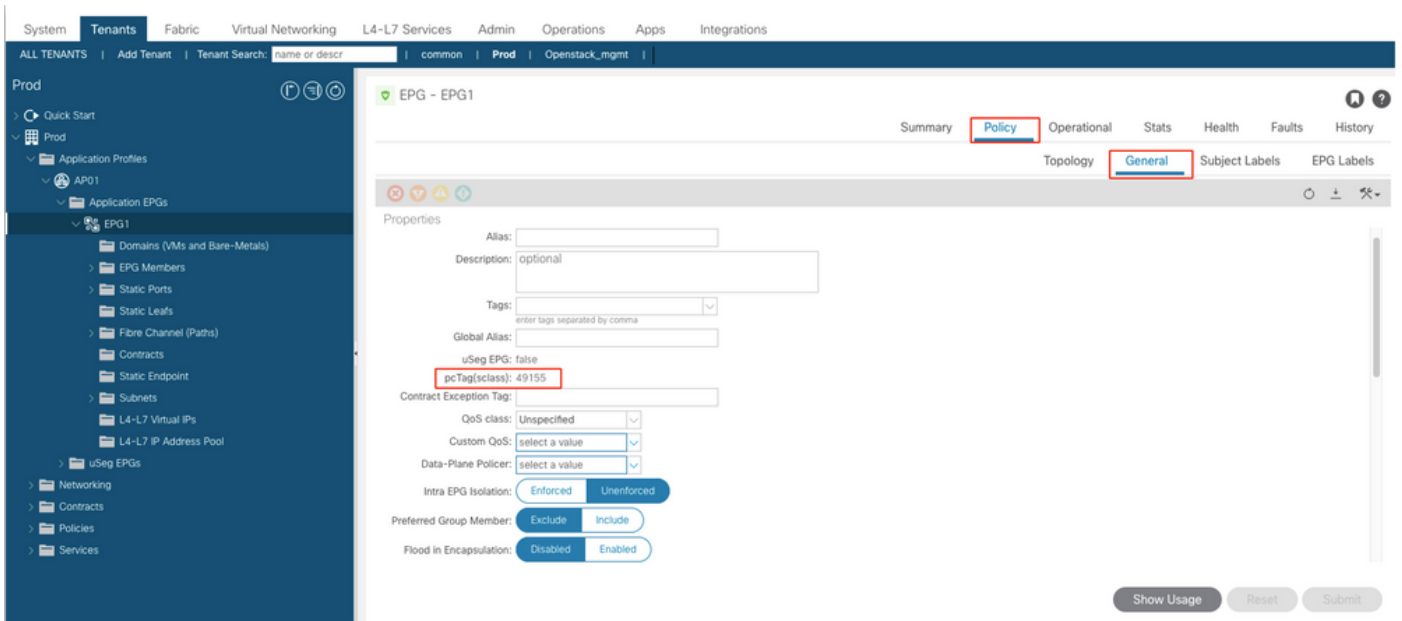 System Tenants Fabric Virtual Networking L4-L7 Services Admin Operations Apps Integrations
ALL TENANTS | Add Tenant | Tenant Search: name or descr | common | Prod | Openstack_mgmt |
Prod
Quick Start
Prod
Application Profiles
AP01
Application EPGs
EPG1
Domains (VMs and Bare-Metals)
EPG Members
Static Ports
Static Leafs
Fibre Channel (Paths)
Contracts
Static Endpoint
Subnets
L4-L7 Virtual IPs
L4-L7 IP Address Pool
uSeg EPGs
Networking
Contracts
Policies
Services
EPG - EPG1
Summary Policy Operational Stats Health Faults History
Topology General Subject Labels EPG Labels
Properties
Alias:
Description: optional
Tags:
enter tags separated by comma
Global Alias:
uSeg EPG: false
pcTag(sclass): 49155
Contract Exception Tag:
QoS class: Unspecified
Custom QoS: select a value
Data-Plane Policer: select a value
Intra EPG Isolation: Enforced Unenforced
Preferred Group Member: Exclude Include
Flood in Encapsulation: Disabled Enabled
Show Usage Reset Submit